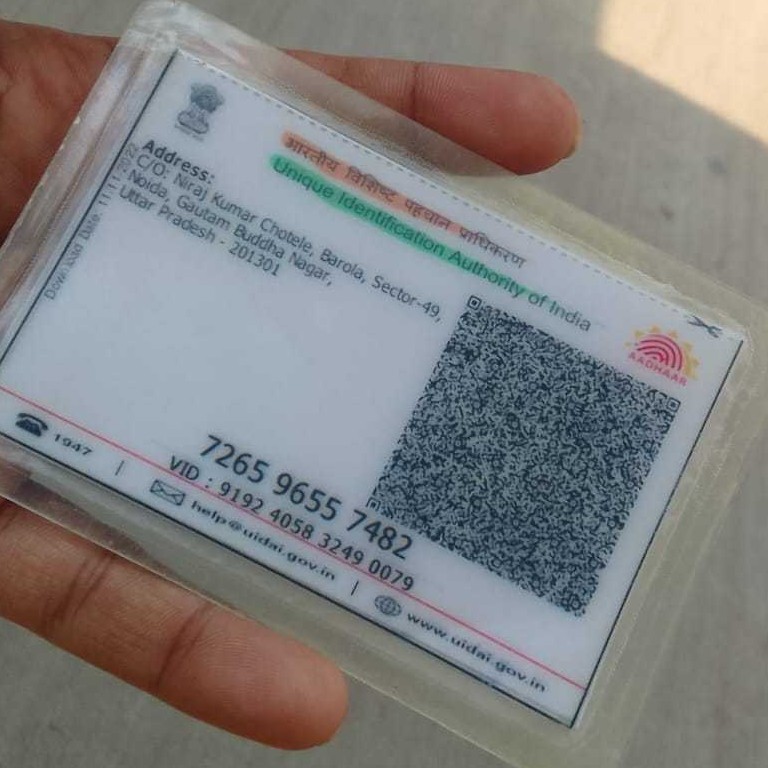 भारतीय विशिष्ट पहचान प्राधिकरण
Unique Identification Authority of India
Address:
C/O: Niraj Kumar Chotele, Barola, Sector-49,
Noida, Gautam Buddha Nagar,
Uttar Pradesh - 201301
Download Date:
AADHAAR
7265 9655 7482
VID : 9192 4058 3249 0079
1947 | help@uidai.gov.in | www.uidai.gov.in